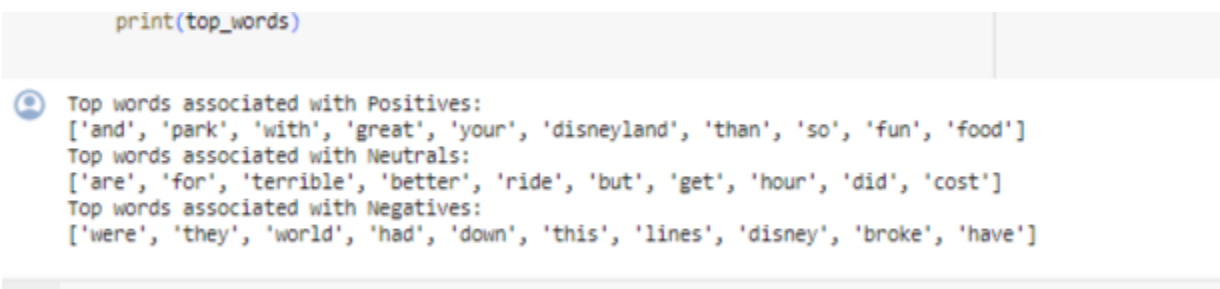 print(top_words)
Top words associated with Positives:
['and', 'park', 'with', 'great', 'your', 'disneyland', 'than', 'so', 'fun', 'food']
Top words associated with Neutrals:
['are', 'for', 'terrible', 'better', 'ride', 'but', 'get', 'hour', 'did', 'cost']
Top words associated with Negatives:
['were', 'they', 'world', 'had', 'down', 'this', 'lines', 'disney', 'broke', 'have']